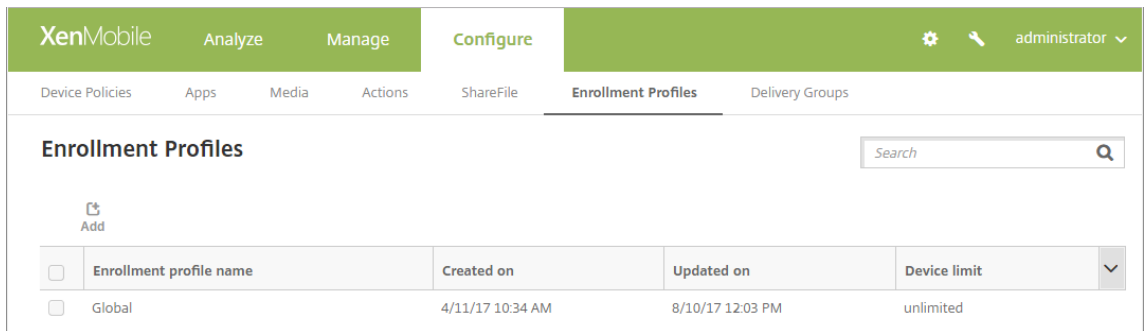 XenMobile Analyze Manage Configure administrator
Device Policies Apps Media Actions ShareFile Enrollment Profiles Delivery Groups
Enrollment Profiles Search
Add
Enrollment profile name Created on Updated on Device limit
Global 4/11/17 10:34 AM 8/10/17 12:03 PM unlimited